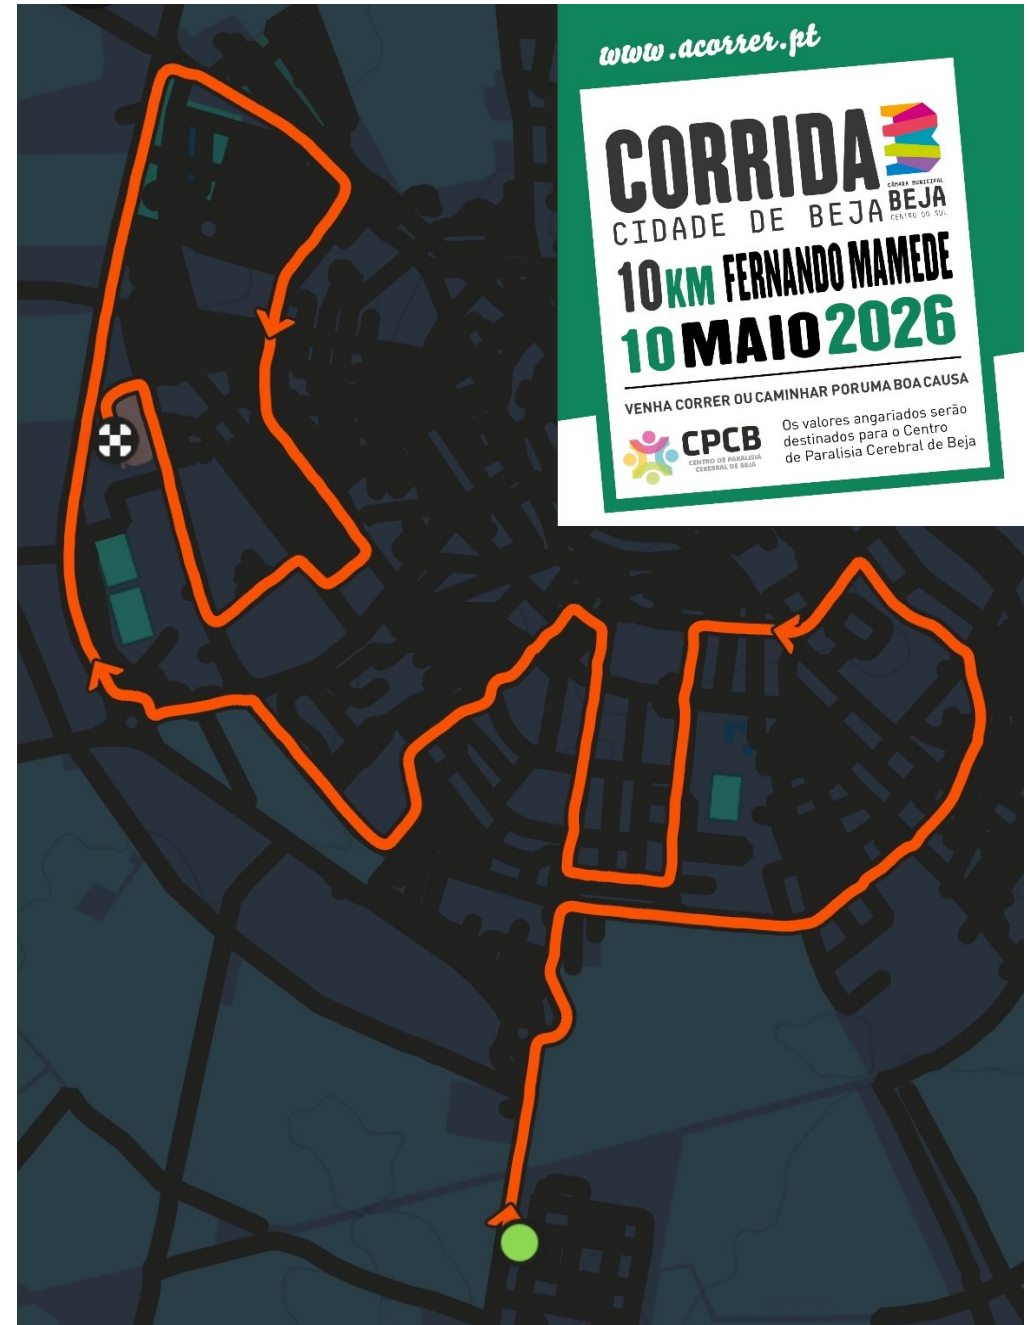 www.acorrer.pt
CORRIDA
CÂMARA MUNICIPAL
BEJA
CENTRO DO SUL
CIDADE DE BEJA
10KM FERNANDO MAMEDE
10 MAIO 2026
VENHA CORRER OU CAMINHAR POR UMA BOA CAUSA
CPCB
CENTRO DE PARALISIA
CEREBRAL DE BEJA
Os valores angariados serão
destinados para o Centro
de Paralisia Cerebral de Beja